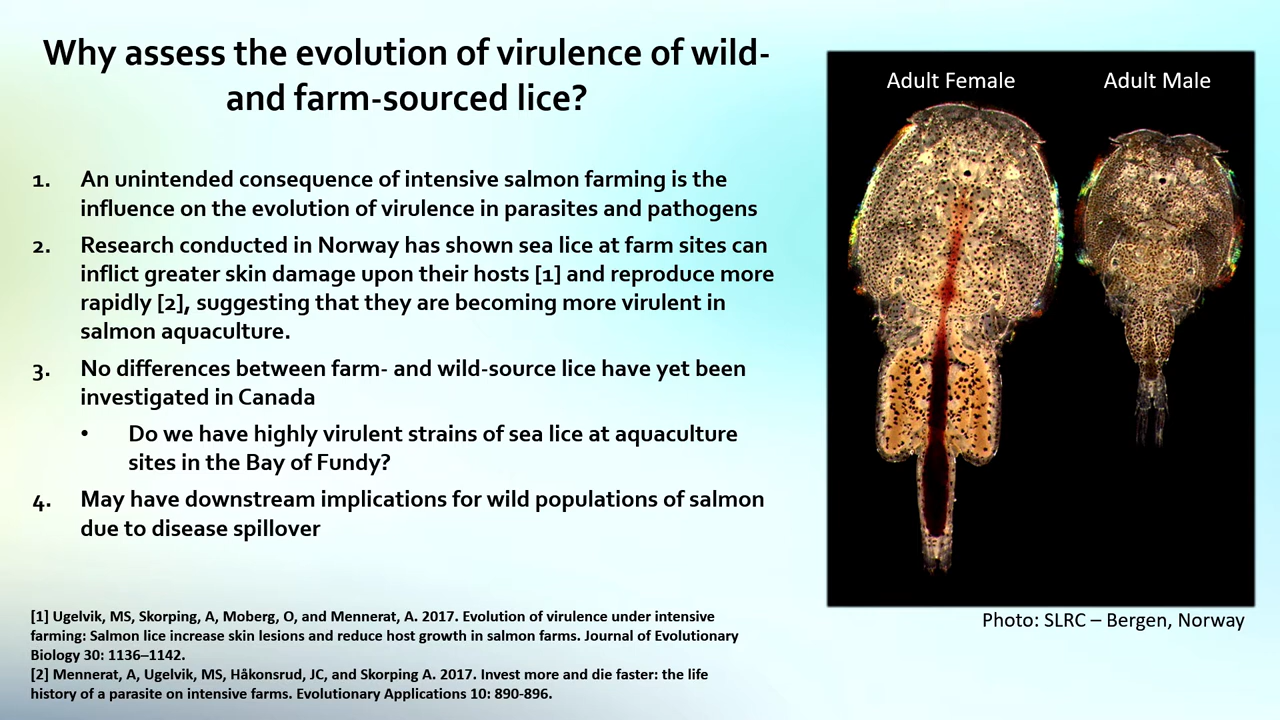 Why assess the evolution of virulence of wild-
and farm-sourced lice?
1. An unintended consequence of intensive salmon farming is the
influence on the evolution of virulence in parasites and pathogens
2. Research conducted in Norway has shown sea lice at farm sites can
inflict greater skin damage upon their hosts [1] and reproduce more
rapidly [2], suggesting that they are becoming more virulent in
salmon aquaculture.
3. No differences between farm- and wild-source lice have yet been
investigated in Canada
• Do we have highly virulent strains of sea lice at aquaculture
sites in the Bay of Fundy?
4. May have downstream implications for wild populations of salmon
due to disease spillover
[1] Ugelvik, MS, Skorping, A, Moberg, O, and Mennerat, A. 2017. Evolution of virulence under intensive
farming: Salmon lice increase skin lesions and reduce host growth in salmon farms. Journal of Evolutionary
Biology 30: 1136–1142.
[2] Mennerat, A, Ugelvik, MS, Håkonsrud, JC, and Skorping A. 2017. Invest more and die faster: the life
history of a parasite on intensive farms. Evolutionary Applications 10: 890-896.
Adult Female
Adult Male
Photo: SLRC – Bergen, Norway